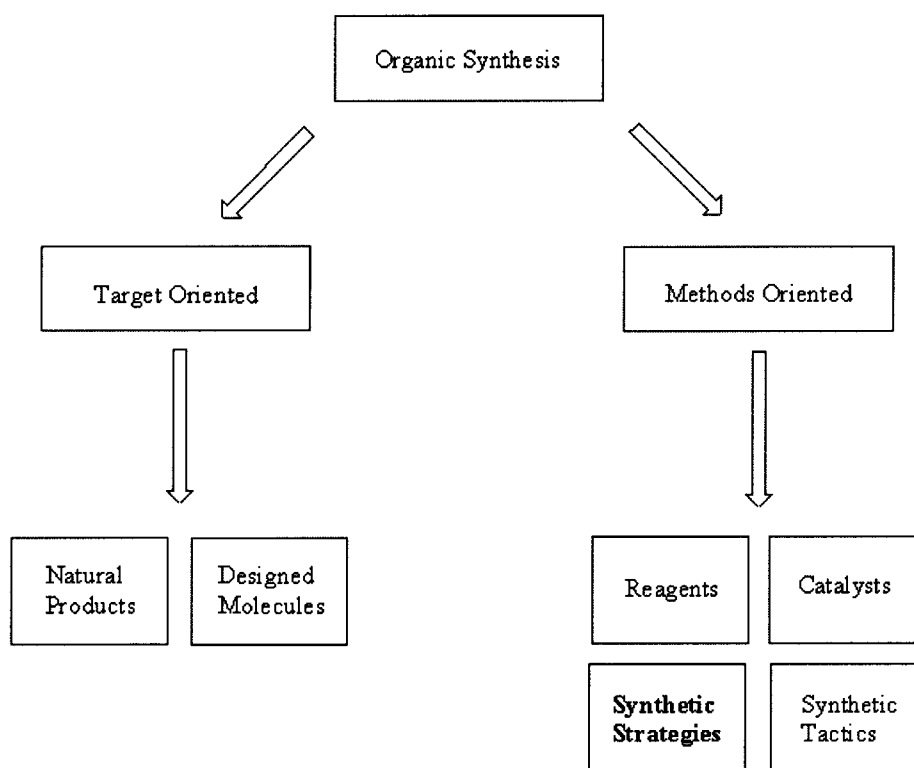 Organic Synthesis
Target Oriented
Methods Oriented
Natural
Products
Designed
Molecules
Reagents
Catalysts
Synthetic
Strategies
Synthetic
Tactics